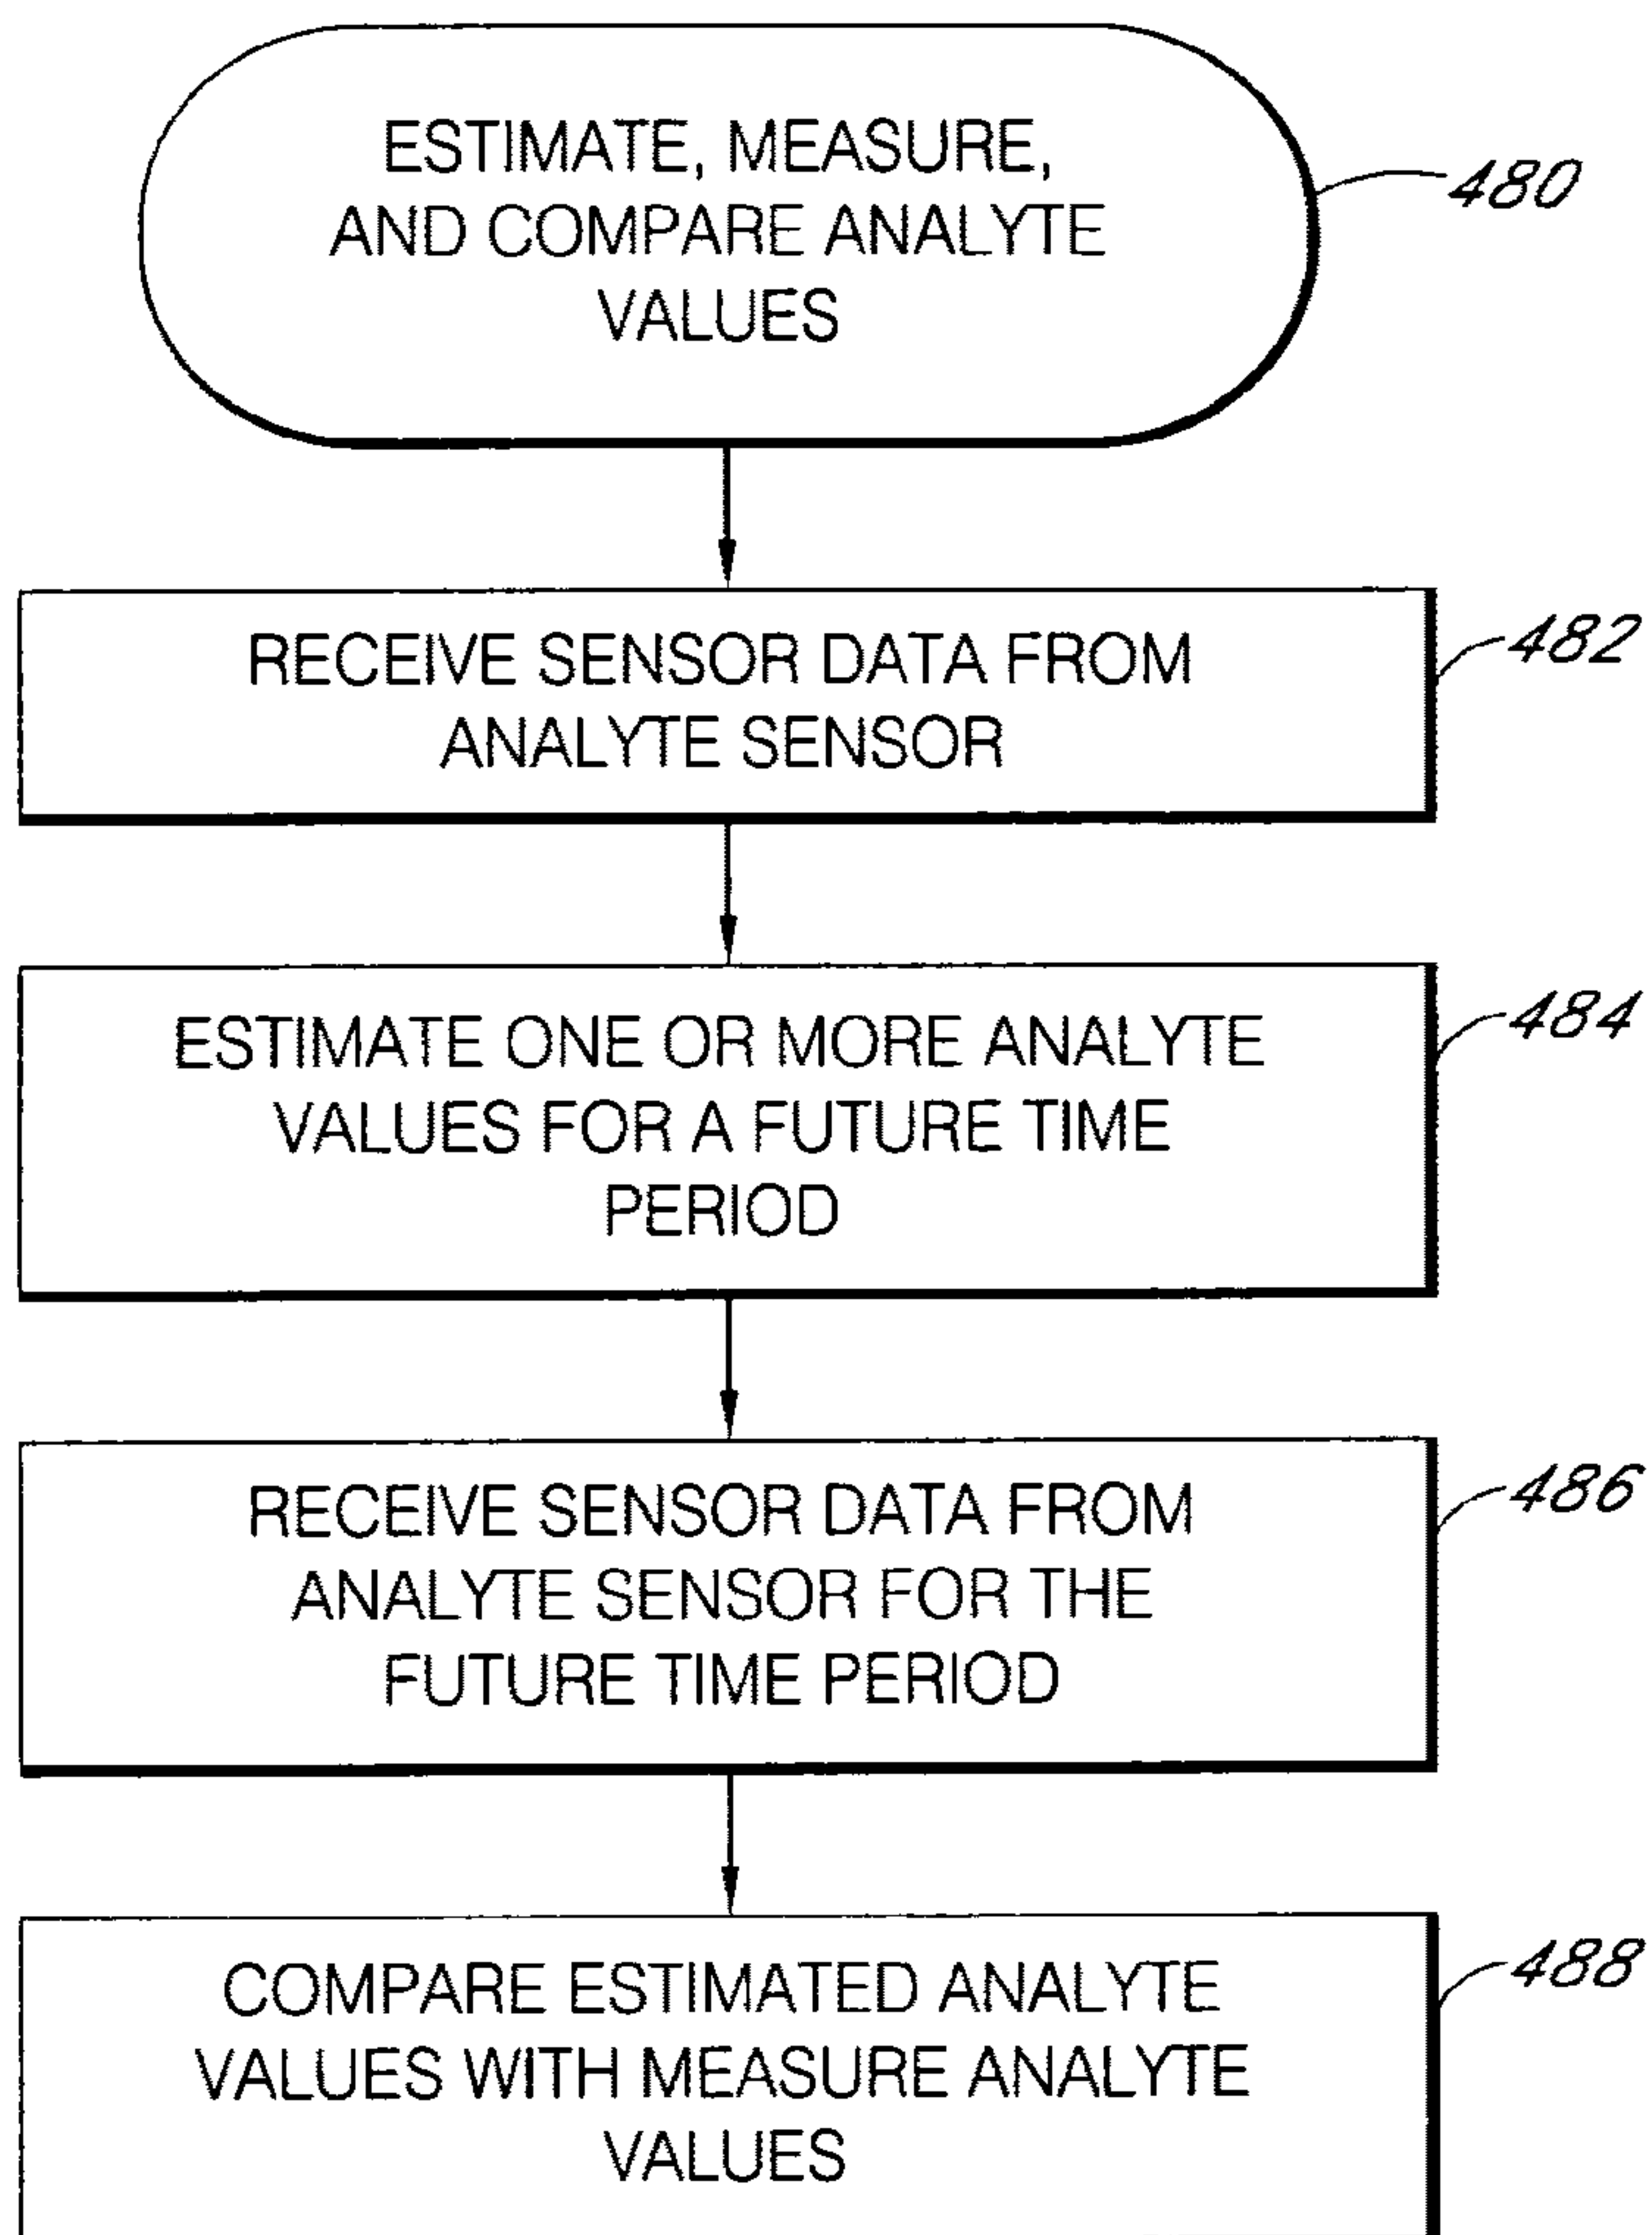 ESTIMATE, MEASURE,
AND COMPARE ANALYTE
VALUES
480
RECEIVE SENSOR DATA FROM
ANALYTE SENSOR
482
ESTIMATE ONE OR MORE ANALYTE
VALUES FOR A FUTURE TIME
PERIOD
484
RECEIVE SENSOR DATA FROM
ANALYTE SENSOR FOR THE
FUTURE TIME PERIOD
486
COMPARE ESTIMATED ANALYTE
VALUES WITH MEASURE ANALYTE
VALUES
488